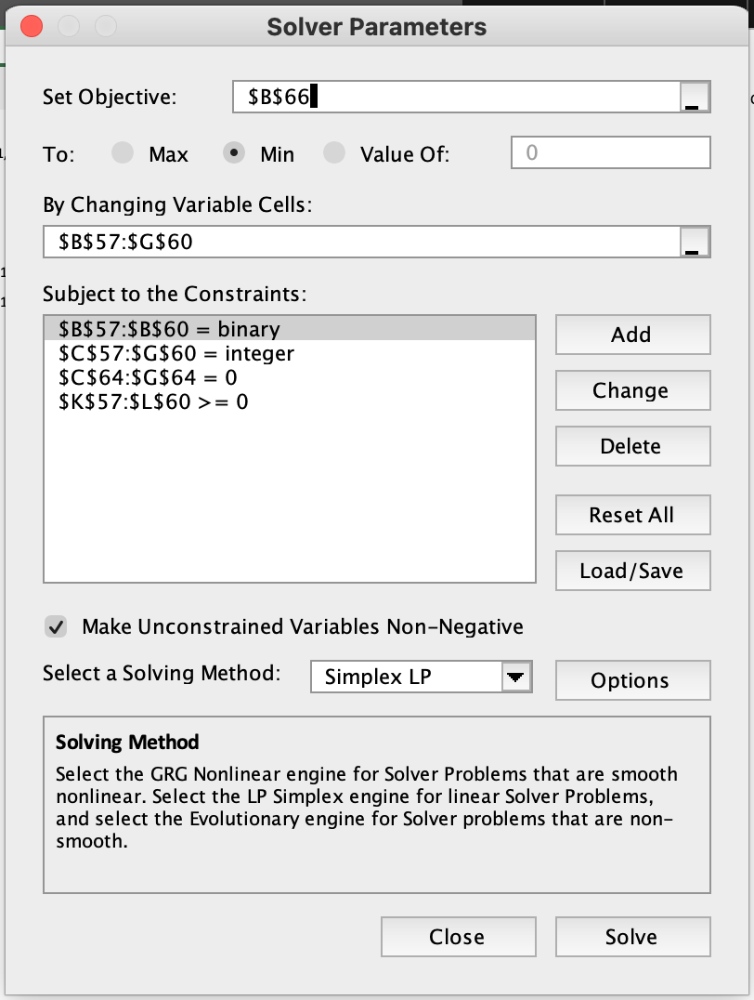 Solver Parameters
Set Objective: $B$66
To: Max Min Value Of: 0
By Changing Variable Cells:
$B$57:$G$60
Subject to the Constraints:
$B$57:$B$60 = binary
$C$57:$G$60 = integer
$C$64:$G$64 = 0
$K$57:$L$60 >= 0
Add
Change
Delete
Reset All
Load/Save
Make Unconstrained Variables Non-Negative
Select a Solving Method: Simplex LP Options
Solving Method
Select the GRG Nonlinear engine for Solver Problems that are smooth
nonlinear. Select the LP Simplex engine for linear Solver Problems,
and select the Evolutionary engine for Solver problems that are non-
smooth.
Close Solve